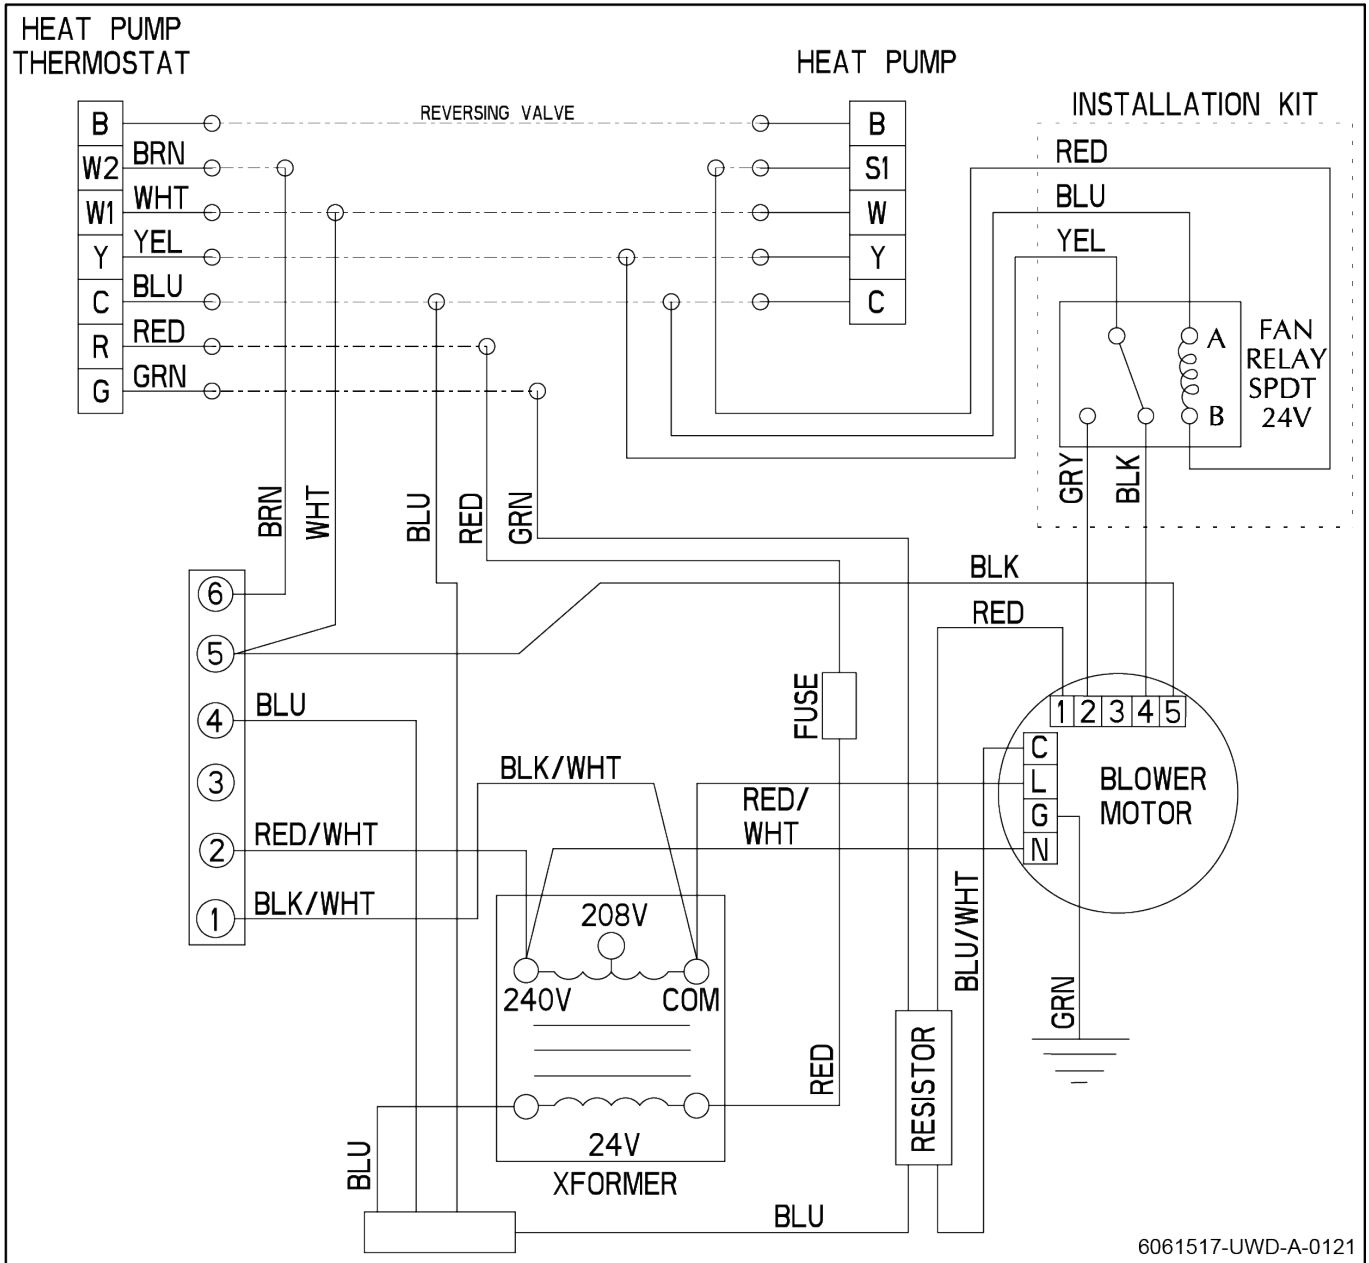 HEAT PUMP
THERMOSTAT
HEAT PUMP
INSTALLATION KIT
B
REVERSING VALVE
B
W2 BRN
S1
RED
W1 WHT
W
BLU
Y YEL
Y
YEL
C BLU
C
R RED
G GRN
A
B
FAN
RELAY
SPDT
24V
GRY
BLK
BRN
WHT
BLU
RED
GRN
BLK
RED
6
5
4 BLU
3
2 RED/WHT
1 BLK/WHT
FUSE
BLK/WHT
RED/
WHT
1 2 3 4 5
C
L
G
N
BLOWER
MOTOR
208V
240V
COM
BLU/WHT
GRN
RED
RESISTOR
24V
XFORMER
BLU
BLU
6061517-UWD-A-0121